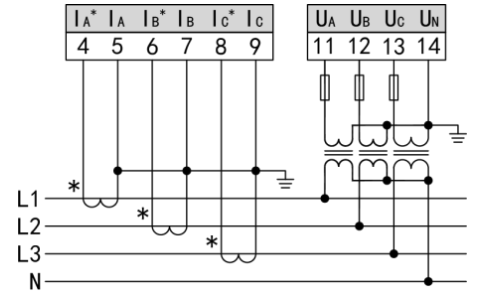 IA* IA IB* IB IC* IC UA UB UC UN
4 5 6 7 8 9 11 12 13 14
*
L1
*
L2
*
L3
N